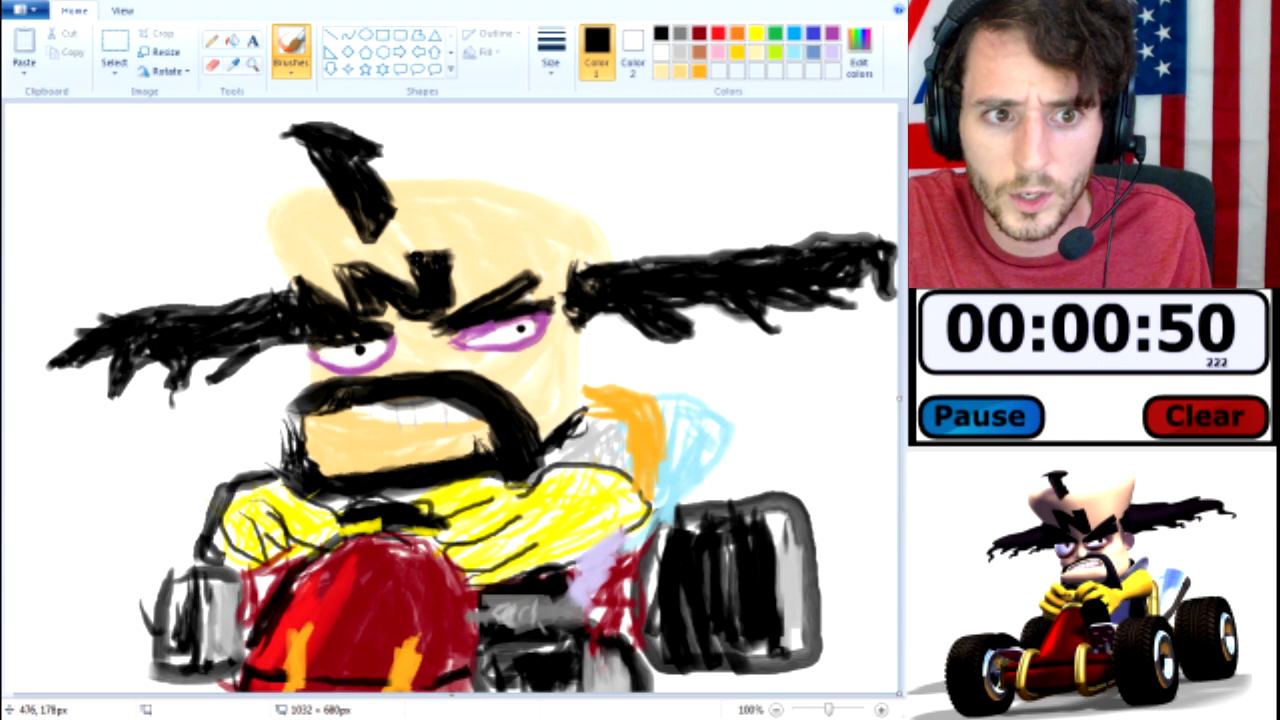 Home View
Cut
Copy
Paste
Clipboard
Select
Crop
Resize
Rotate
Image
A
Tools
Brushes
Outline
Fill
Shapes
Size
Color 1
Color 2
Edit colors
Colors
N
00:00:50
222
Pause Clear
476, 178px
1032 × 680px
100%